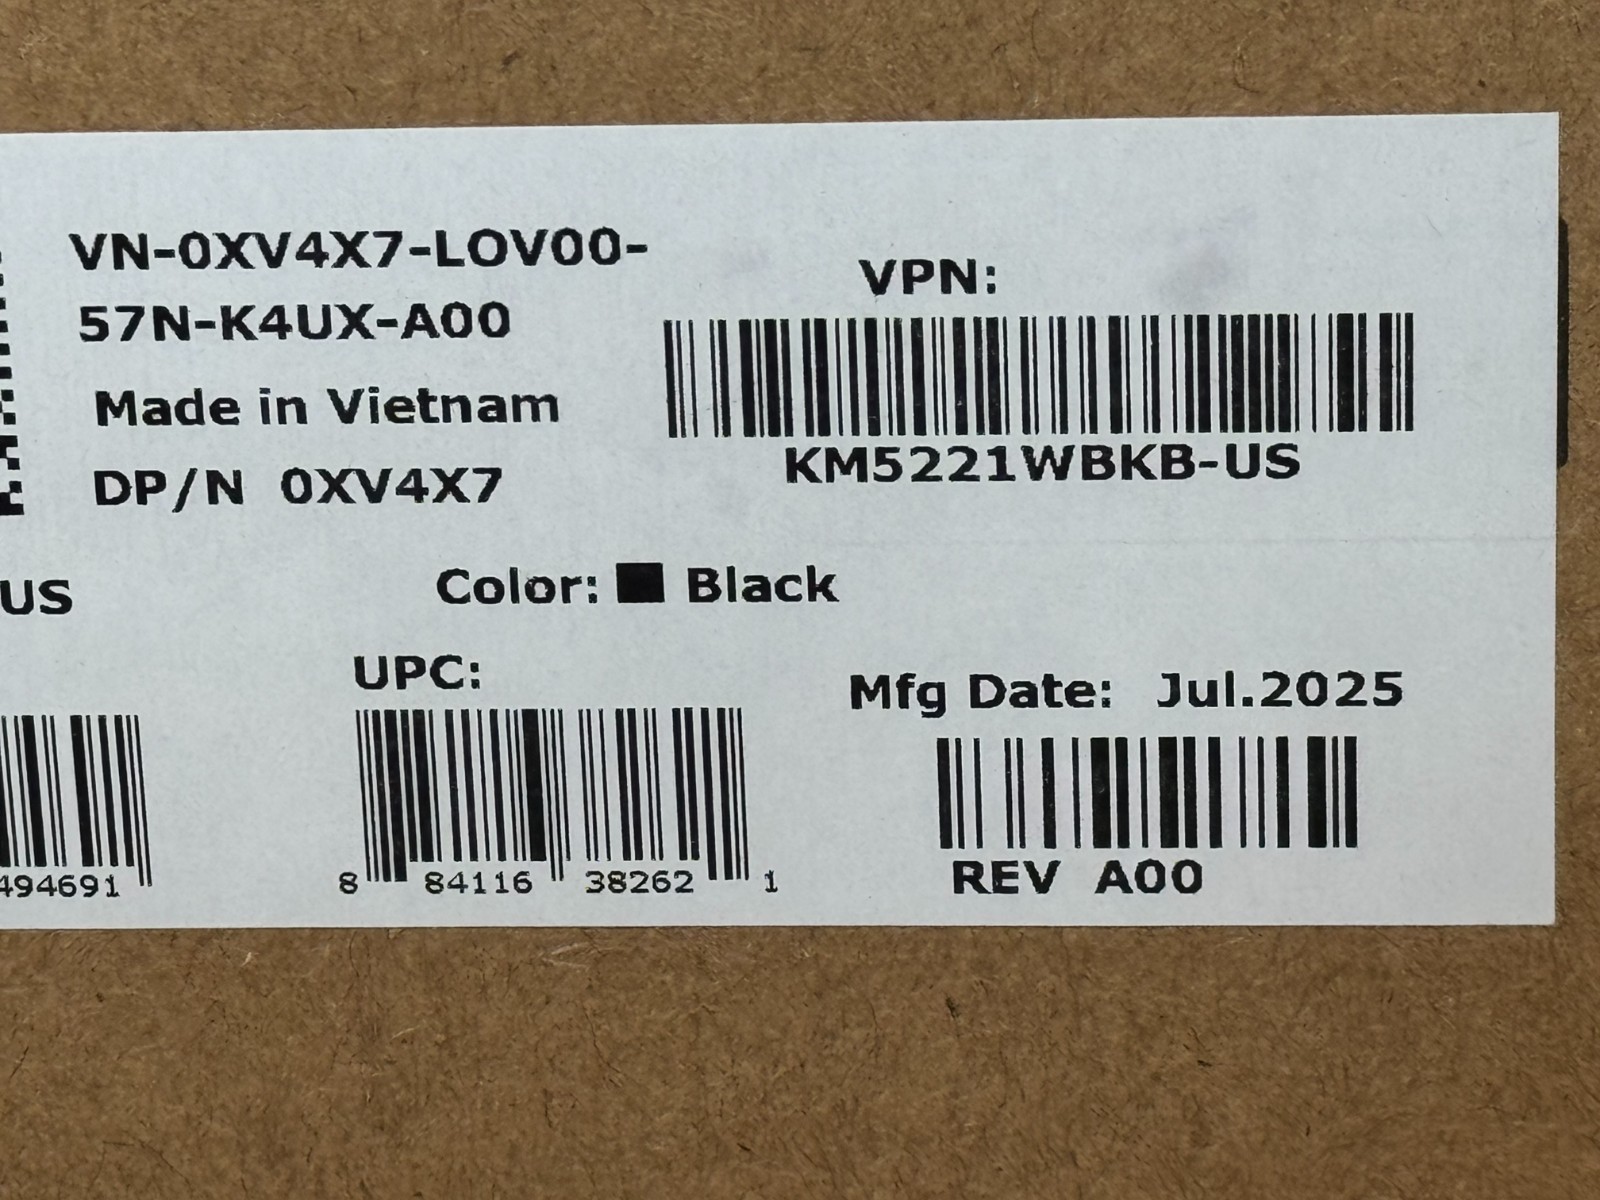 VN-0XV4X7-LOV00-
57N-K4UX-A00
Made in Vietnam
DP/N 0XV4X7
VPN:
KM5221WBKB-US
US
Color: Black
UPC:
Mfg Date: Jul.2025
494691
8 84116 38262 1
REV A00